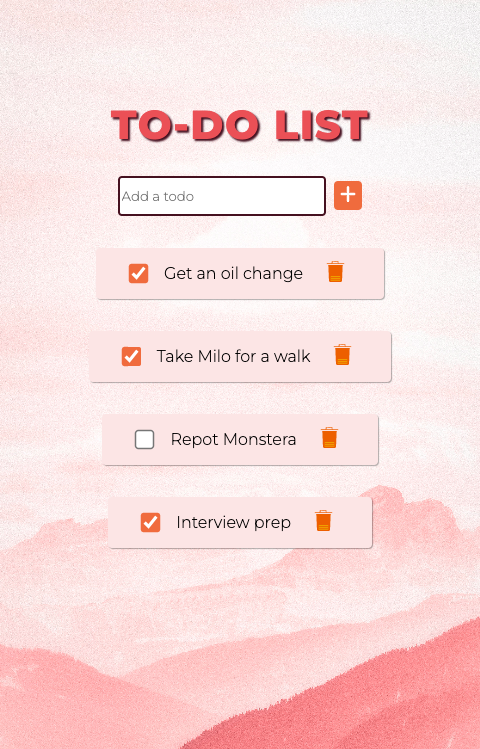 TO-DO LIST
Add a todo
Get an oil change
Take Milo for a walk
Repot Monstera
Interview prep